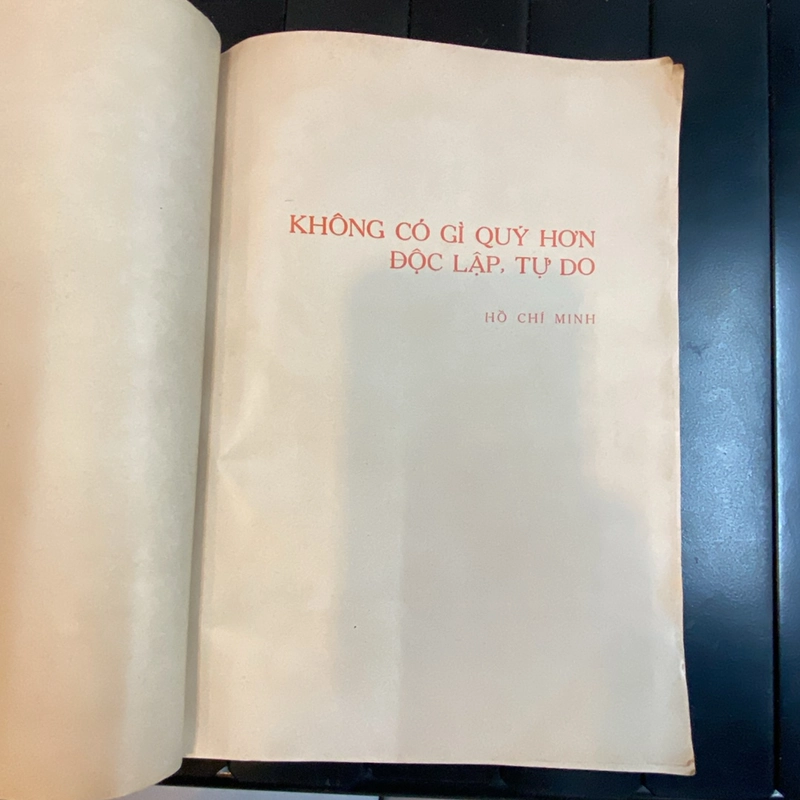 KHÔNG CÓ GÌ QUÝ HƠN
ĐỘC LẬP, TỰ DO
HỒ CHÍ MINH